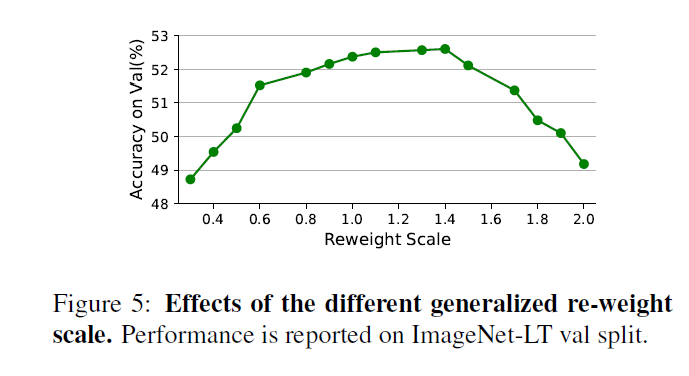 53
52
51
50
49
48
Accuracy on Val(%)
0.4 0.6 0.8 1.0 1.2 1.4 1.6 1.8 2.0
Reweight Scale
Figure 5: Effects of the different generalized re-weight
scale. Performance is reported on ImageNet-LT val split.